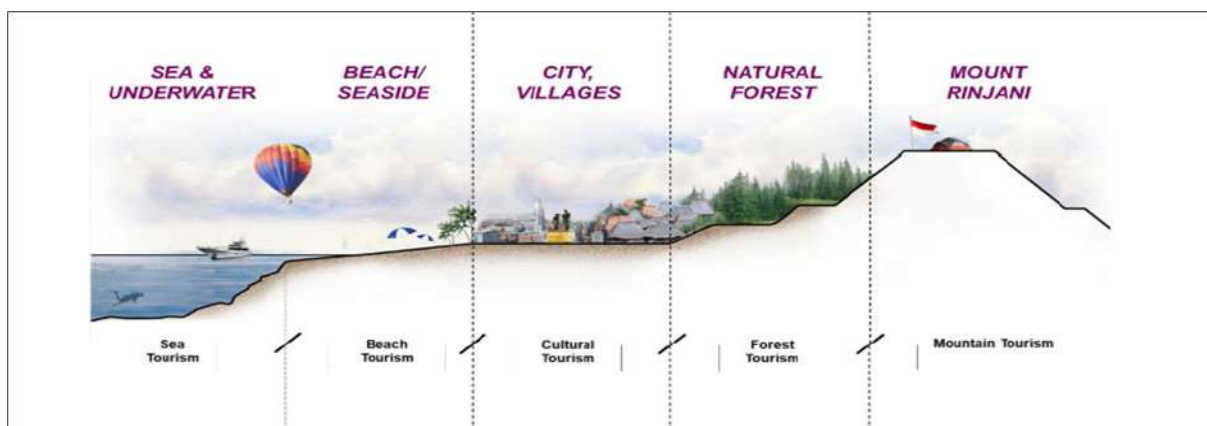 SEA &
UNDERWATER
BEACH/
SEASIDE
CITY,
VILLAGES
NATURAL
FOREST
MOUNT
RINJANI
Sea
Tourism
Beach
Tourism
Cultural
Tourism
Forest
Tourism
Mountain Tourism